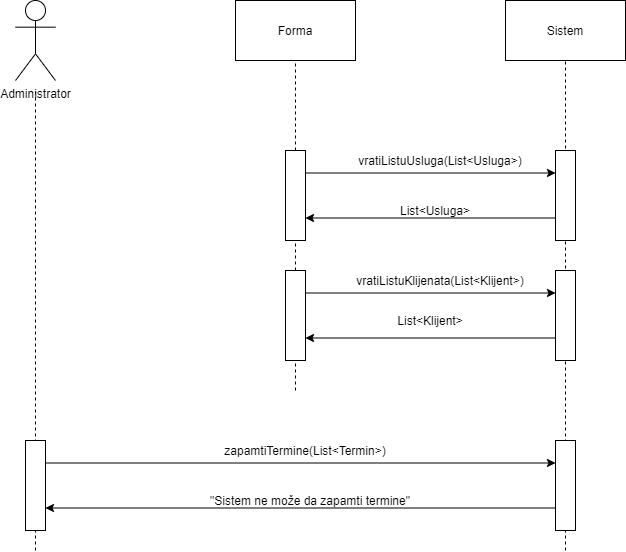 Forma
Sistem
Administrator
vratiListuUsluga(List<Usluga>)
List<Usluga>
vratiListuKlijenata(List<Klijent>)
List<Klijent>
zapamtiTermine(List<Termin>)
"Sistem ne može da zapamti termine"